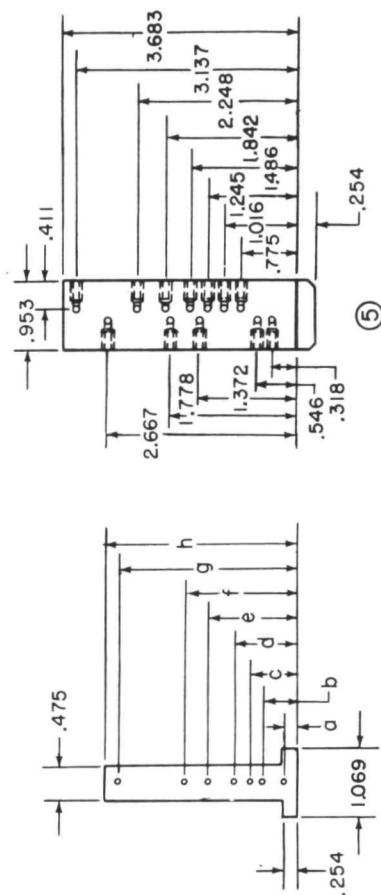 .475
h
g
f
e
d
c
b
a
1.069
.254
.953
.411
3.683
3.137
2.248
1.842
1.486
1.245
1.016
.775
.254
2.667
1.778
1.372
.546
.318
5